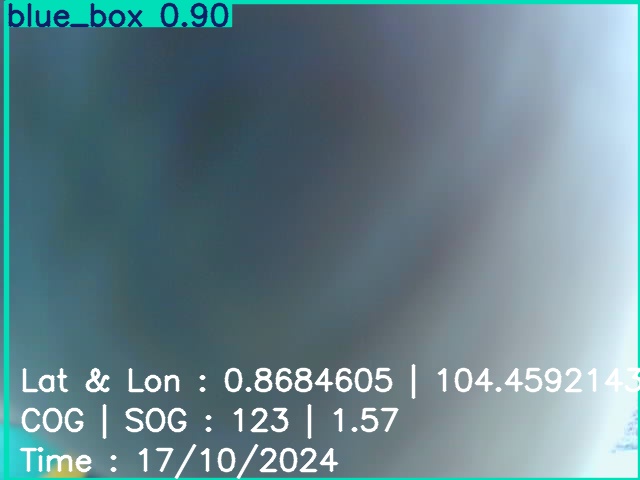 blue_box 0.90
Lat & Lon : 0.8684605 | 104.4592143
COG | SOG : 123 | 1.57
Time : 17/10/2024